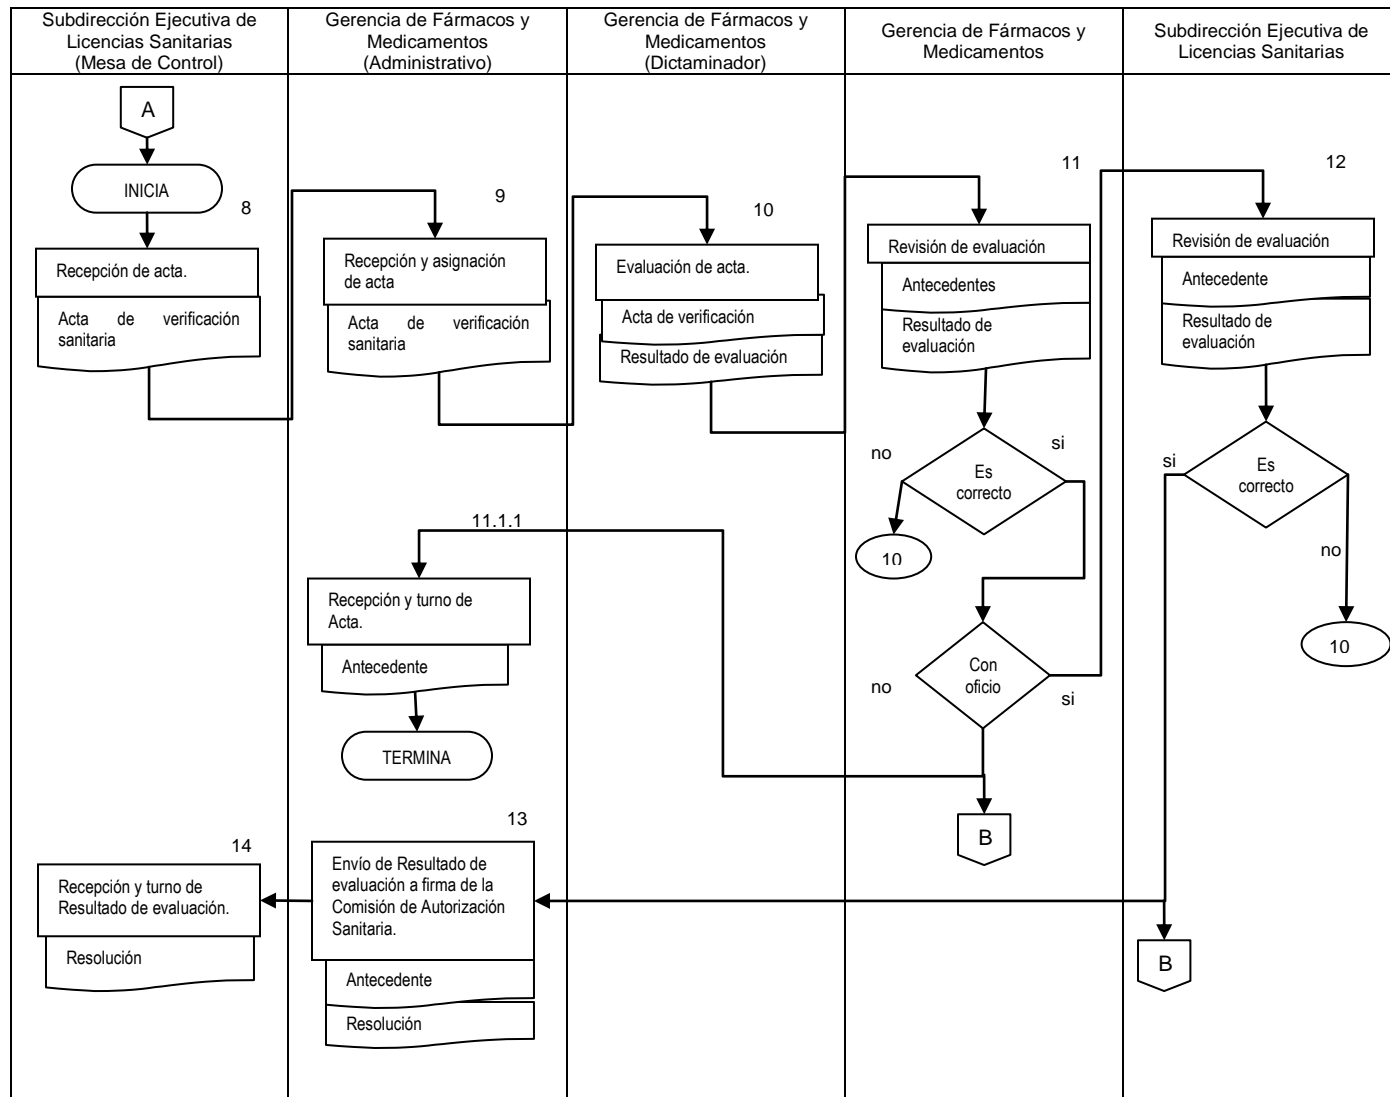 Subdirección Ejecutiva de
Licencias Sanitarias
(Mesa de Control)
Gerencia de Fármacos y
Medicamentos
(Administrativo)
Gerencia de Fármacos y
Medicamentos
(Dictaminador)
Gerencia de Fármacos y
Medicamentos
Subdirección Ejecutiva de
Licencias Sanitarias
A
INICIA
8
Recepción de acta.
Acta de verificación
sanitaria
9
Recepción y asignación
de acta
Acta de verificación
sanitaria
10
Evaluación de acta.
Acta de verificación
Resultado de evaluación
11
Revisión de evaluación
Antecedentes
Resultado de
evaluación
no
si
Es
correcto
10
12
Revisión de evaluación
Antecedente
Resultado de
evaluación
si
Es
correcto
no
10
11.1.1
Recepción y turno de
Acta.
Antecedente
TERMINA
no
Con
oficio
si
B
13
Envío de Resultado de
evaluación a firma de la
Comisión de Autorización
Sanitaria.
Antecedente
Resolución
14
Recepción y turno de
Resultado de evaluación.
Resolución
B